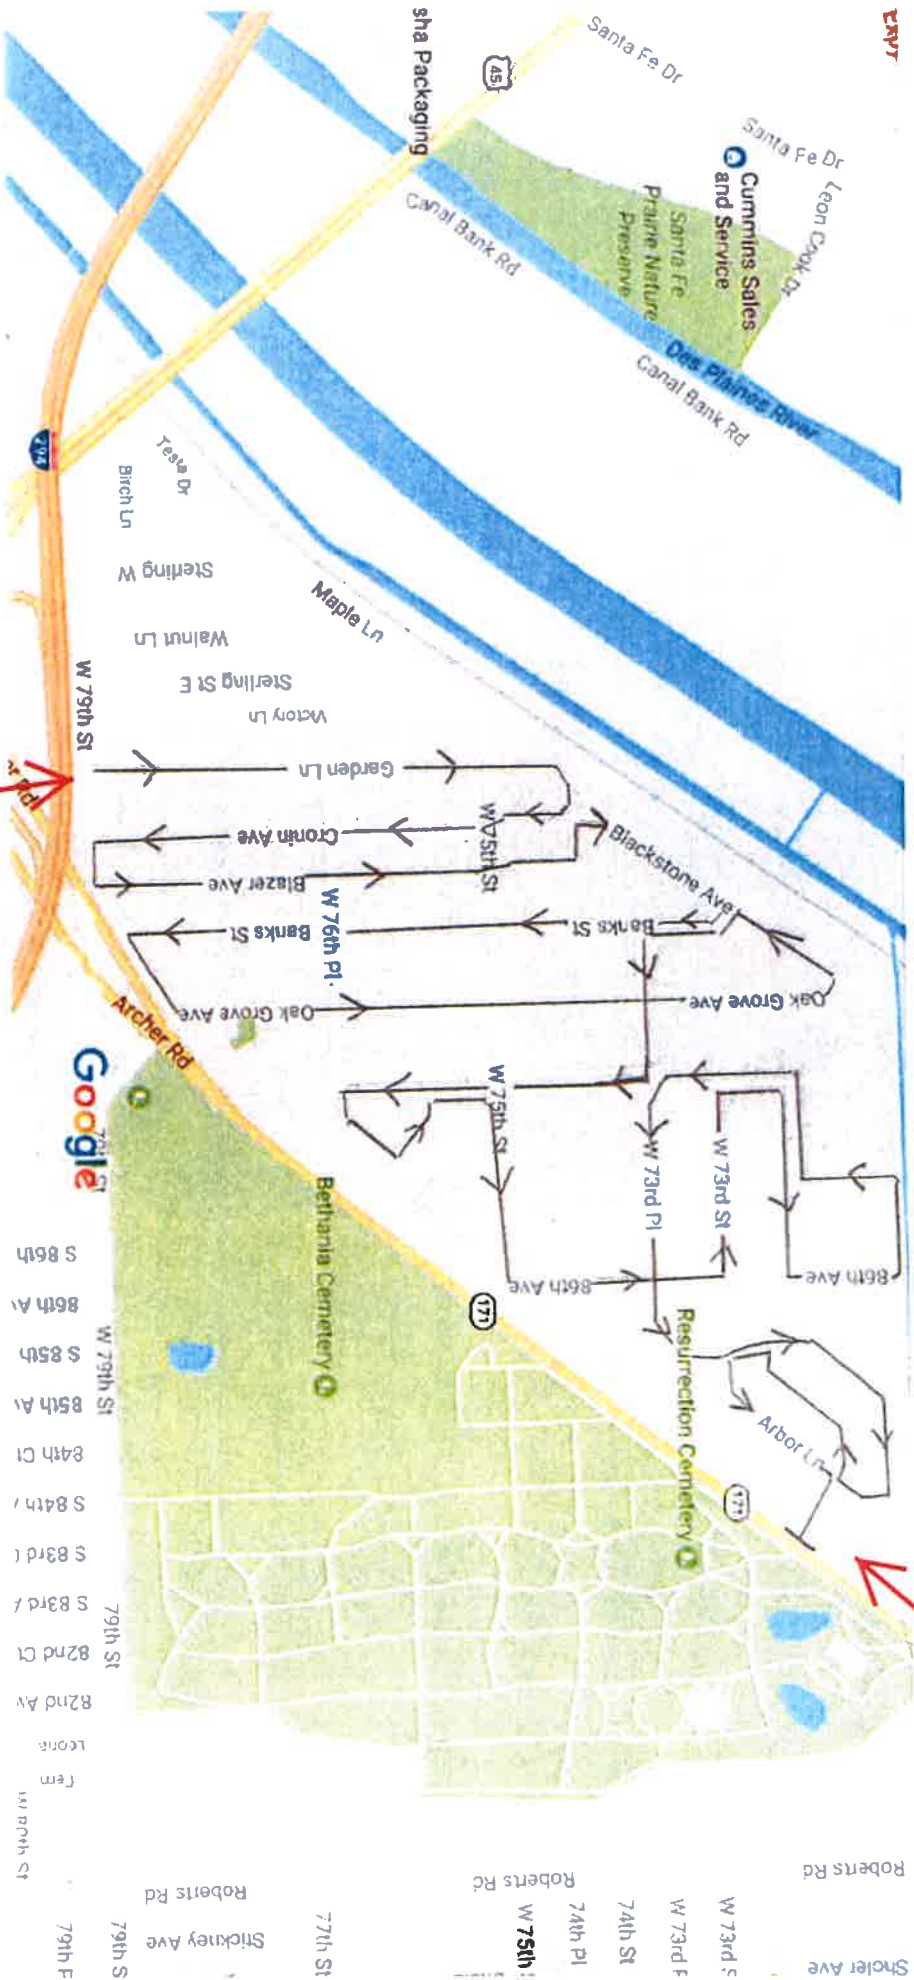 Santa Fe Dr
45
sha Packaging
Santa Fe Dr
Leon Cook Dr
Cummins Sales
and Service
Santa Fe
Prairie Nature
Preserve
Canal Bank Rd
Des Plaines River
Canal Bank Rd
294
Testa Dr
Birch Ln
Sterling W
Walnut Ln
Maple Ln
Sterling St E
Victory Ln
W 79th St
Garden Ln
Cronin Ave
W 75th St
Blackstone Ave
Blazer Ave
W 76th Pl
Banks St
Banks St
Oak Grove Ave
Oak Grove Ave
Archer Rd
Google
W 75th St
W 73rd Pl
W 73rd St
86th Ave
86th Ave
Bethania Cemetery
171
Resurrection Cemetery
Arbor Ln
171
S 86th
86th Av
S 85th
85th Av
84th Ct
S 84th
S 83rd
S 83rd
82nd Ct
82nd Av
Leona
Fern
W 79th St
79th St
W 80th St
Roberts Rd
Roberts Rd
Roberts Rd
Stickney Ave
79th P
79th S
77th St
W 75th
74th Pl
74th St
W 73rd P
W 73rd S